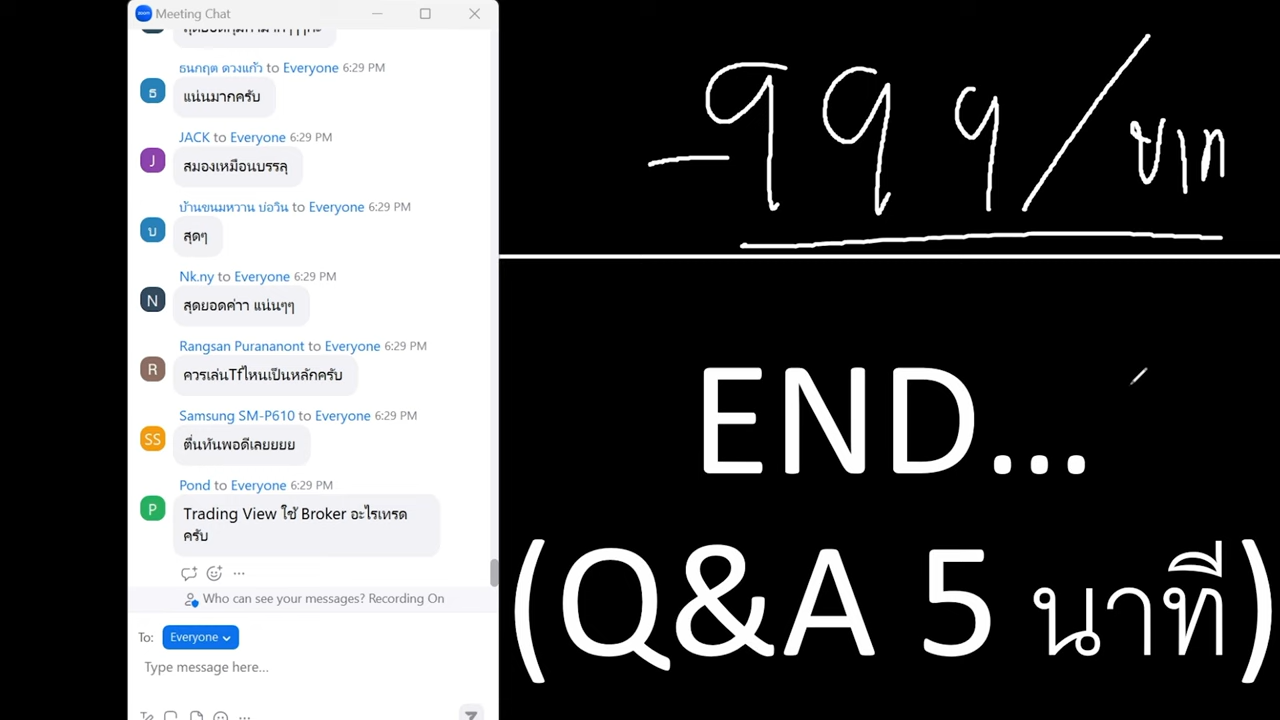 Meeting Chat
ธนกฤต ดวงแก้ว to Everyone 6:29 PM
ธ
แน่นมากครับ
JACK to Everyone 6:29 PM
J
สมองเหมือนบรรลุ
บ้านขนมหวาน บ่อวิน to Everyone 6:29 PM
บ
สุดๆ
Nk.ny to Everyone 6:29 PM
N
สุดยอดค่าา แน่นๆๆ
Rangsan Purananont to Everyone 6:29 PM
R
ควรเล่นTfไหนเป็นหลักครับ
Samsung SM-P610 to Everyone 6:29 PM
SS
ตื่นทันพอดีเลยยยย
Pond to Everyone 6:29 PM
P
Trading View ใช้ Broker อะไรเทรด
ครับ
Who can see your messages? Recording On
To: Everyone
Type message here...
999/บาท
END...
(Q&A 5 นาที)